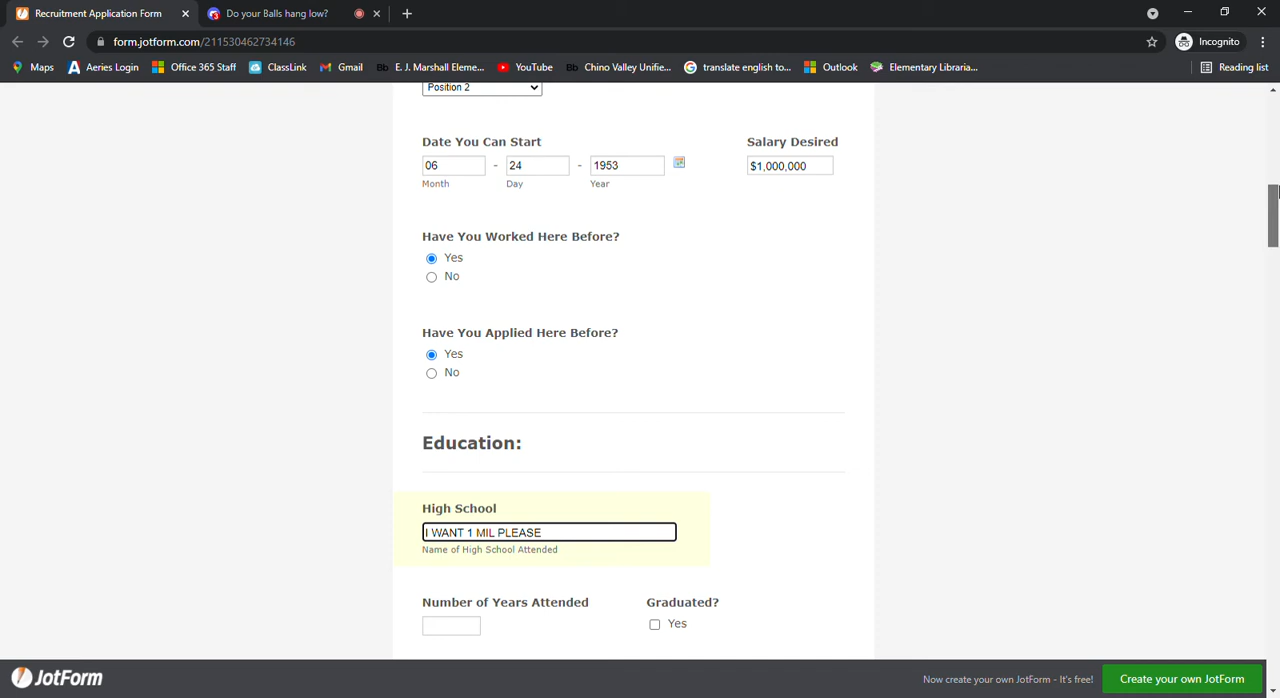 Recruitment Application Form
Do your Balls hang low?
form.jotform.com/211530462734146
Incognito
Maps
Aeries Login
Office 365 Staff
ClassLink
Gmail
Bb E. J. Marshall Eleme...
YouTube
Bb Chino Valley Unifie...
translate english to...
Outlook
Elementary Libraria...
Reading list
Position 2
Date You Can Start
Salary Desired
06 - 24 - 1953
$1,000,000
Month Day Year
Have You Worked Here Before?
Yes
No
Have You Applied Here Before?
Yes
No
Education:
High School
I WANT 1 MIL PLEASE
Name of High School Attended
Number of Years Attended
Graduated?
Yes
JotForm
Now create your own JotForm - It's free!
Create your own JotForm